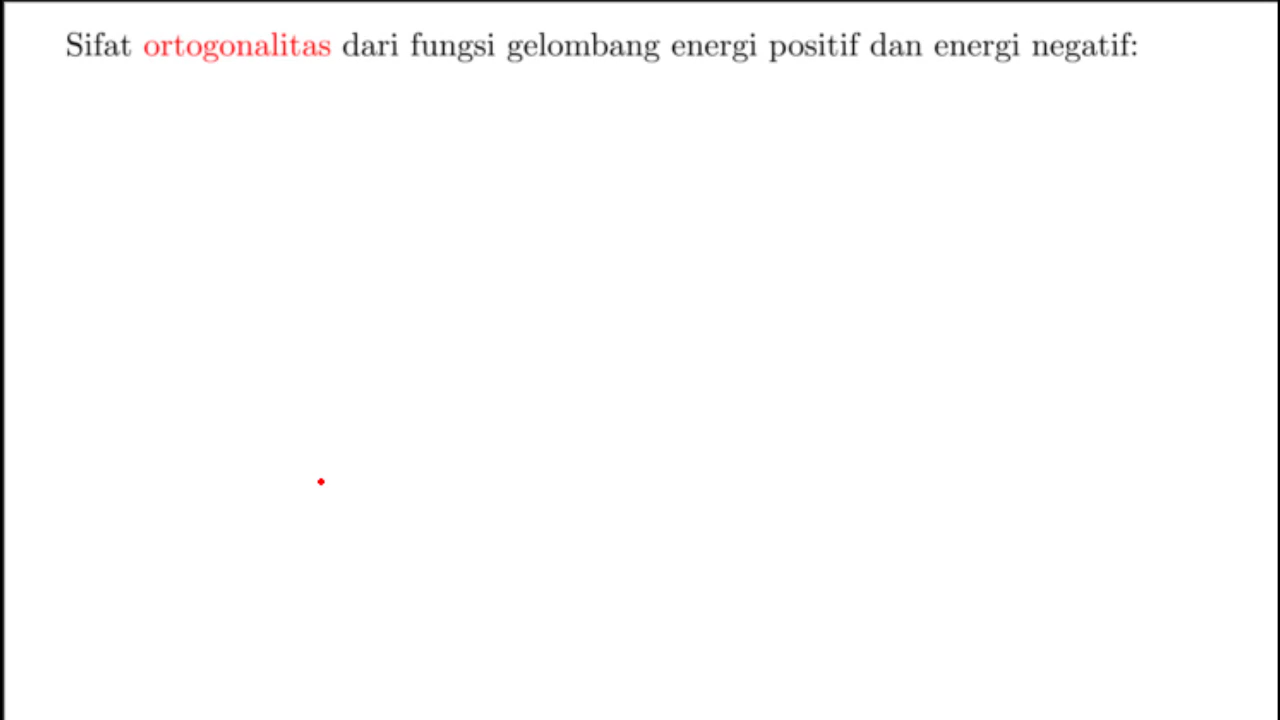 Sifat ortogonalitas dari fungsi gelombang energi positif dan energi negatif: